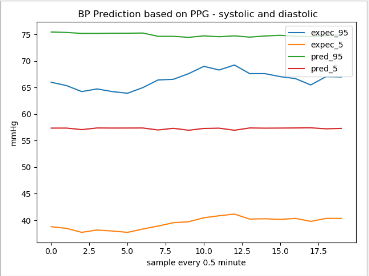 BP Prediction based on PPG - systolic and diastolic
expec_95
expec_5
pred_95
pred_5
75
70
65
60
55
50
45
40
mmHg
0.0 2.5 5.0 7.5 10.0 12.5 15.0 17.5
sample every 0.5 minute